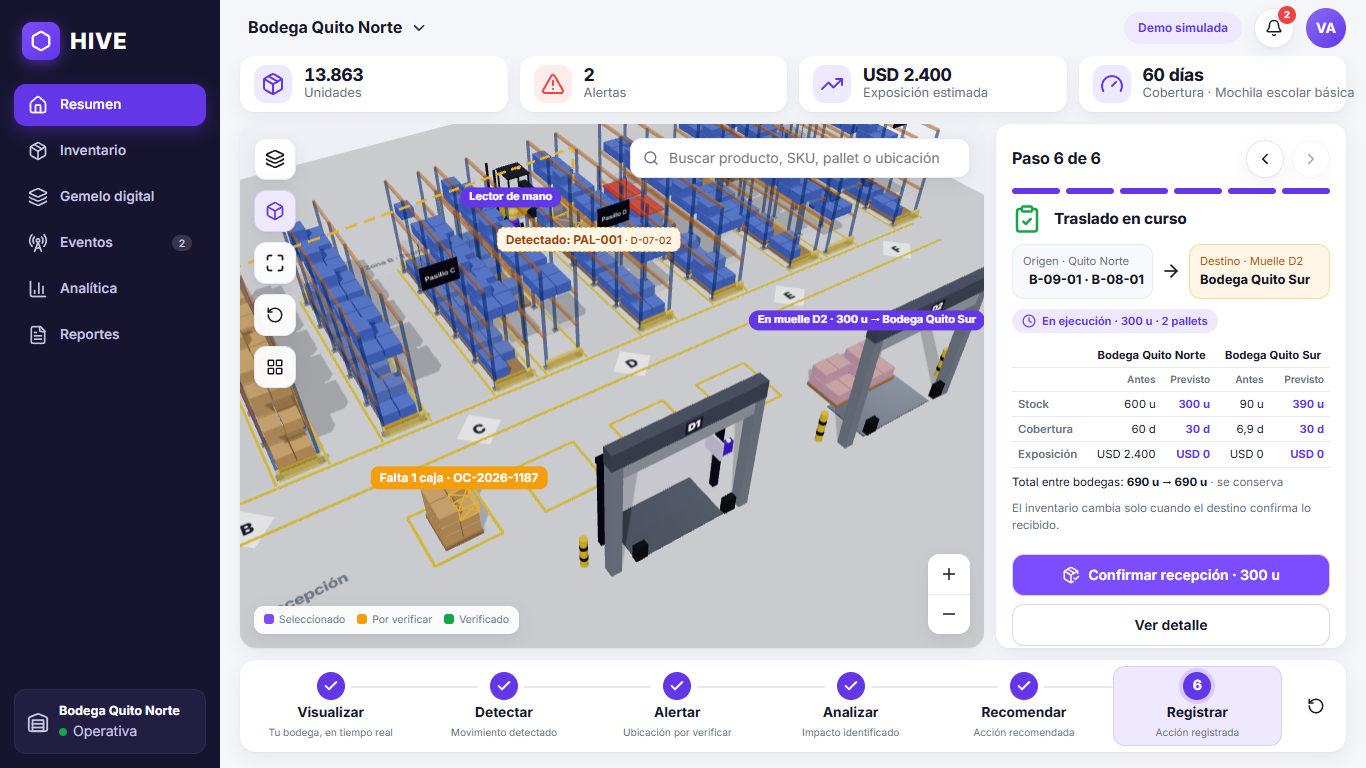 HIVE
Resumen
Inventario
Gemelo digital
Eventos 2
Analítica
Reportes
Bodega Quito Norte
Operativa
Bodega Quito Norte
Demo simulada
2
VA
13.863
Unidades
2
Alertas
USD 2.400
Exposición estimada
60 días
Cobertura · Mochila escolar básica
Buscar producto, SKU, pallet o ubicación
Lector de mano
Pasillo D
Detectado: PAL-001 · D-07-02
Pasillo C
F
E
D2
En muelle D2 · 300 u → Bodega Quito Sur
D
D1
C
Falta 1 caja · OC-2026-1187
B
cepción
Seleccionado
Por verificar
Verificado
Paso 6 de 6
Traslado en curso
Origen · Quito Norte
B-09-01 · B-08-01
Destino · Muelle D2
Bodega Quito Sur
En ejecución · 300 u · 2 pallets
Bodega Quito Norte Bodega Quito Sur
Antes Previsto Antes Previsto
Stock 600 u 300 u 90 u 390 u
Cobertura 60 d 30 d 6,9 d 30 d
Exposición USD 2.400 USD 0 USD 0 USD 0
Total entre bodegas: 690 u → 690 u · se conserva
El inventario cambia solo cuando el destino confirma lo
recibido.
Confirmar recepción · 300 u
Ver detalle
Visualizar
Tu bodega, en tiempo real
Detectar
Movimiento detectado
Alertar
Ubicación por verificar
Analizar
Impacto identificado
Recomendar
Acción recomendada
6
Registrar
Acción registrada